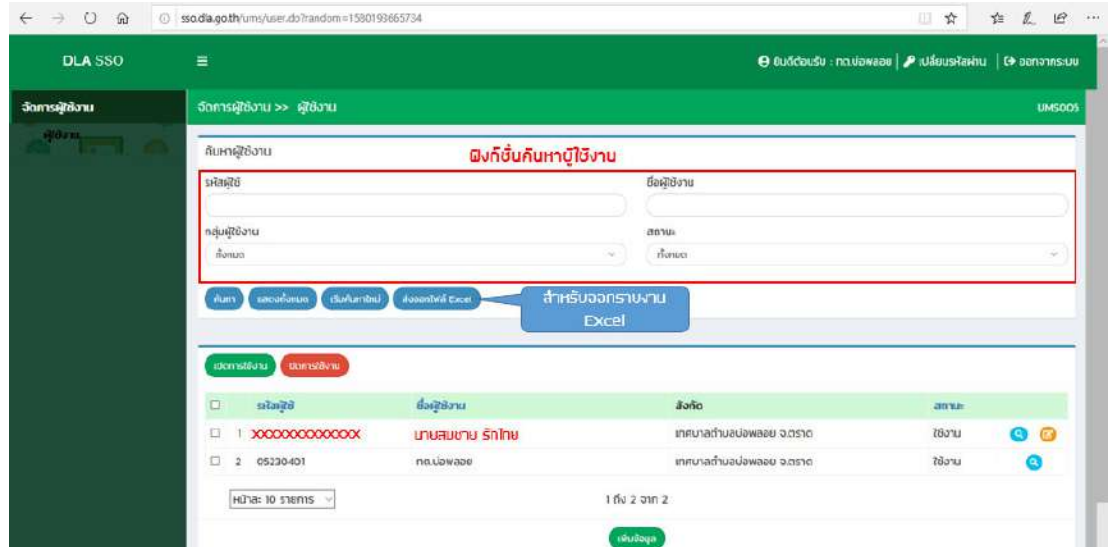 sso.dla.go.th/ums/user.do?random=1580193665734
DLA SSO
ยินดีต้อนรับ : ทต.บ่อพลอย | เปลี่ยนรหัสผ่าน | ออกจากระบบ
จัดการผู้ใช้งาน
จัดการผู้ใช้งาน >> ผู้ใช้งาน
UMS005
ผู้ใช้งาน
ค้นหาผู้ใช้งาน
ฟังก์ชั่นค้นหาผู้ใช้งาน
รหัสผู้ใช้
ชื่อผู้ใช้งาน
กลุ่มผู้ใช้งาน
สถานะ
ทั้งหมด
ทั้งหมด
ค้นหา
แสดงทั้งหมด
เริ่มค้นหาใหม่
ส่งออกไฟล์ Excel
สำหรับออกรายงาน
Excel
เปิดการใช้งาน
ปิดการใช้งาน
รหัสผู้ใช้ ชื่อผู้ใช้งาน สังกัด สถานะ
1 XXXXXXXXXXXXX นายสมชาย รักไทย เทศบาลตำบลบ่อพลอย จ.ตราด ใช้งาน
2 05230401 ทต.บ่อพลอย เทศบาลตำบลบ่อพลอย จ.ตราด ใช้งาน
หน้าละ 10 รายการ
1 ถึง 2 จาก 2
เพิ่มข้อมูล